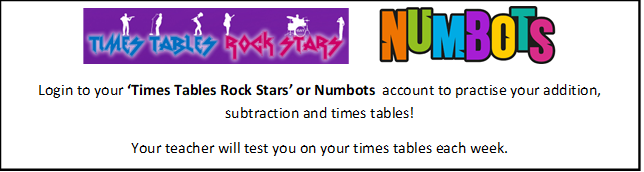 TIMES TABLES ROCK STARS
NUMBOTS
Login to your ‘Times Tables Rock Stars’ or Numbots account to practise your addition,
subtraction and times tables!
Your teacher will test you on your times tables each week.